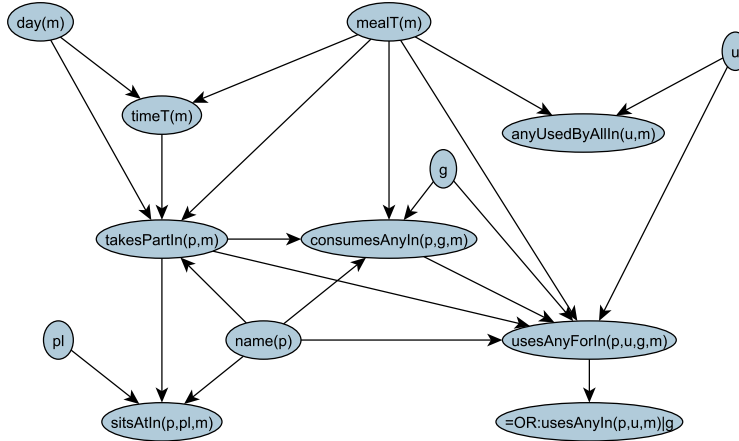 day(m)
mealT(m)
u
timeT(m)
anyUsedByAllIn(u,m)
g
takesPartIn(p,m)
consumesAnyIn(p,g,m)
pl
name(p)
usesAnyForIn(p,u,g,m)
sitsAtIn(p,pl,m)
=OR:usesAnyIn(p,u,m)|g